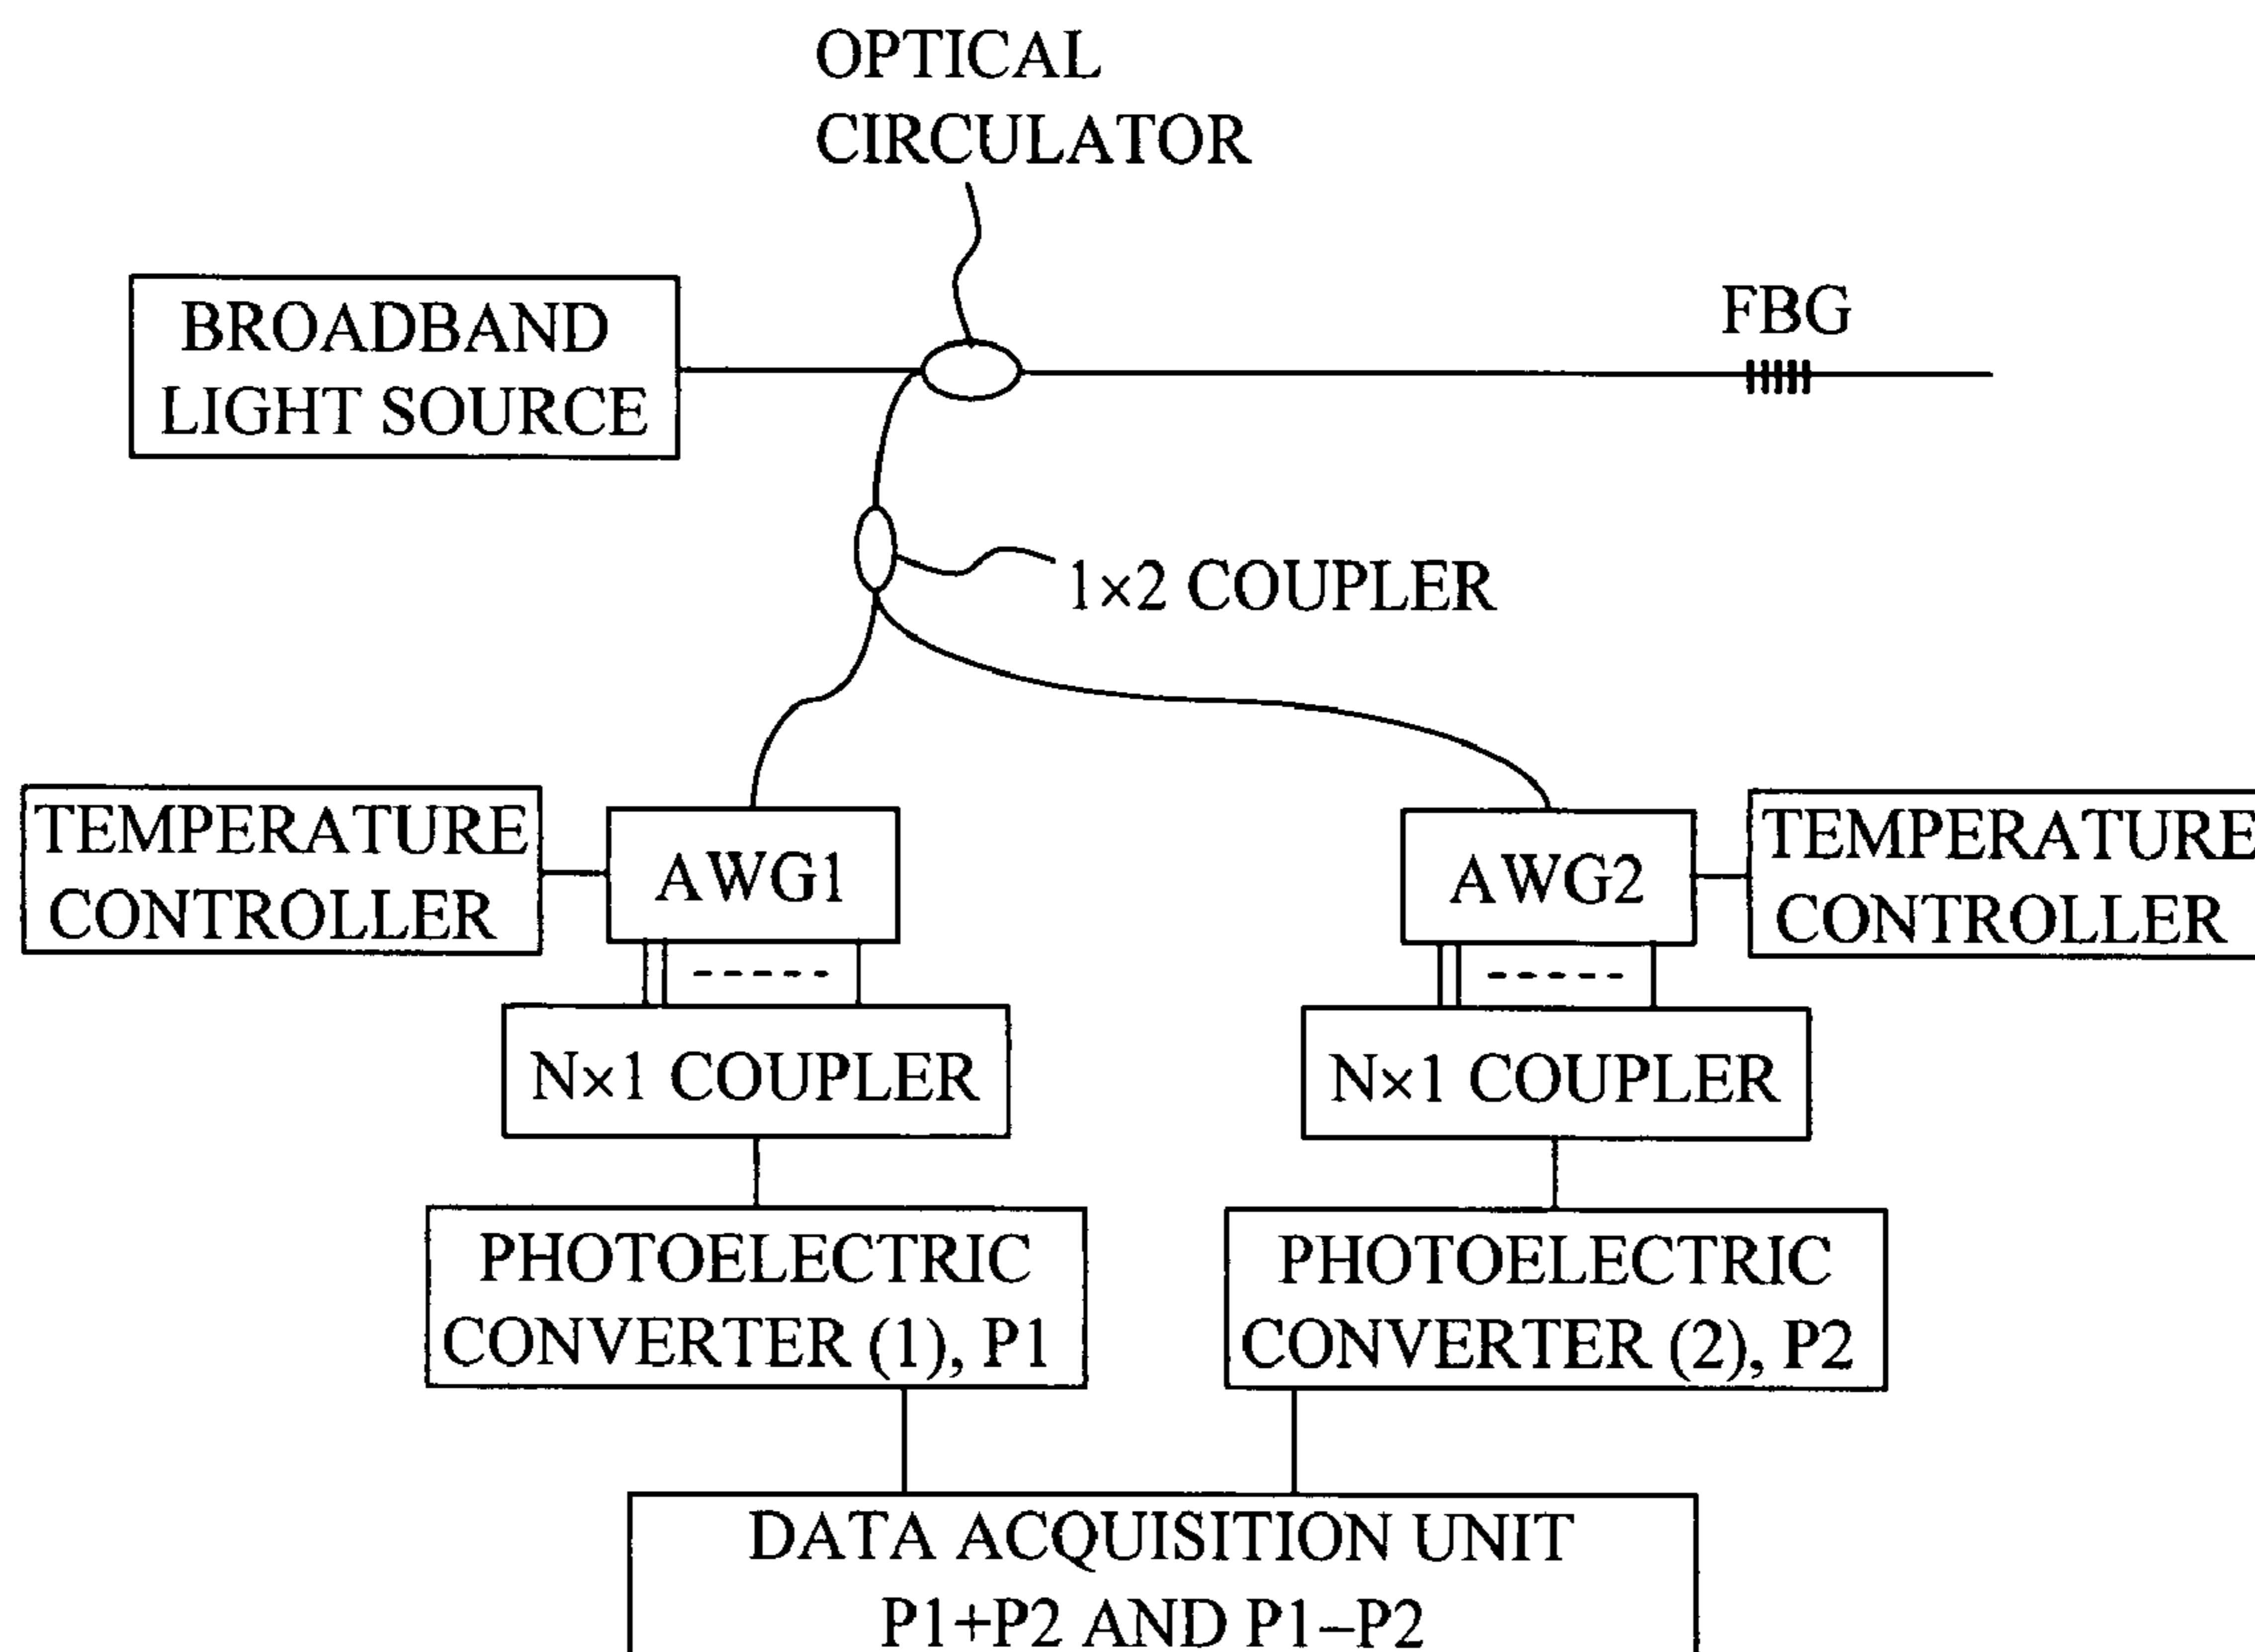 OPTICAL
CIRCULATOR
BROADBAND
LIGHT SOURCE
FBG
1×2 COUPLER
TEMPERATURE
CONTROLLER
AWG1
AWG2
TEMPERATURE
CONTROLLER
N×1 COUPLER
N×1 COUPLER
PHOTOELECTRIC
CONVERTER (1), P1
PHOTOELECTRIC
CONVERTER (2), P2
DATA ACQUISITION UNIT
P1+P2 AND P1−P2